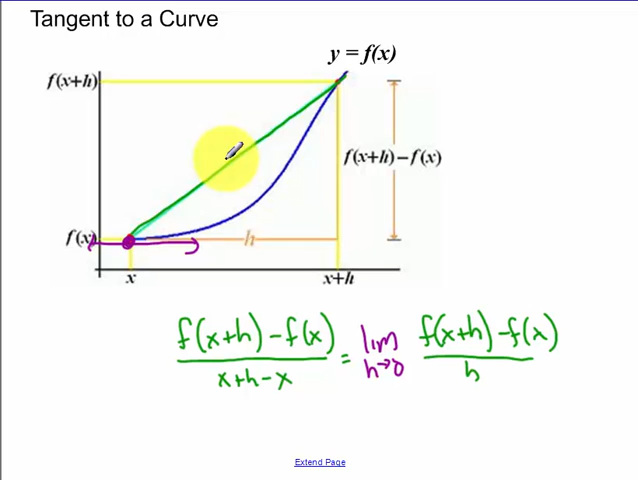 Tangent to a Curve
y = f(x)
f(x+h)
f(x+h)–f(x)
f(x)
h
x
x+h
f(x+h) – f(x)
x+h–x
=
lim
h→0
f(x+h) – f(x)
h
Extend Page